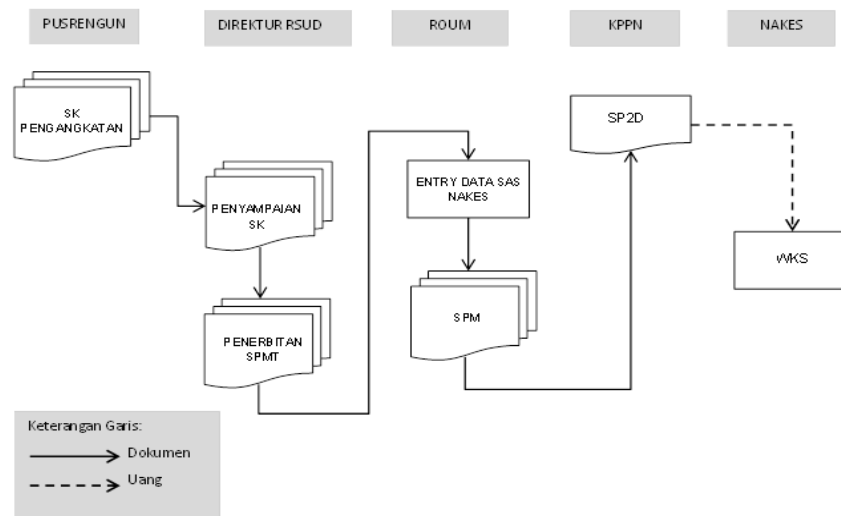 PUSRENGUN
DIREKTUR RSUD
ROUM
KPPN
NAKES
SK
PENGANGKATAN
PENYAMPAIAN
SK
PENERBITAN
SPMT
ENTRY DATA SAS
NAKES
SPM
SP2D
WKS
Keterangan Garis:
Dokumen
Uang